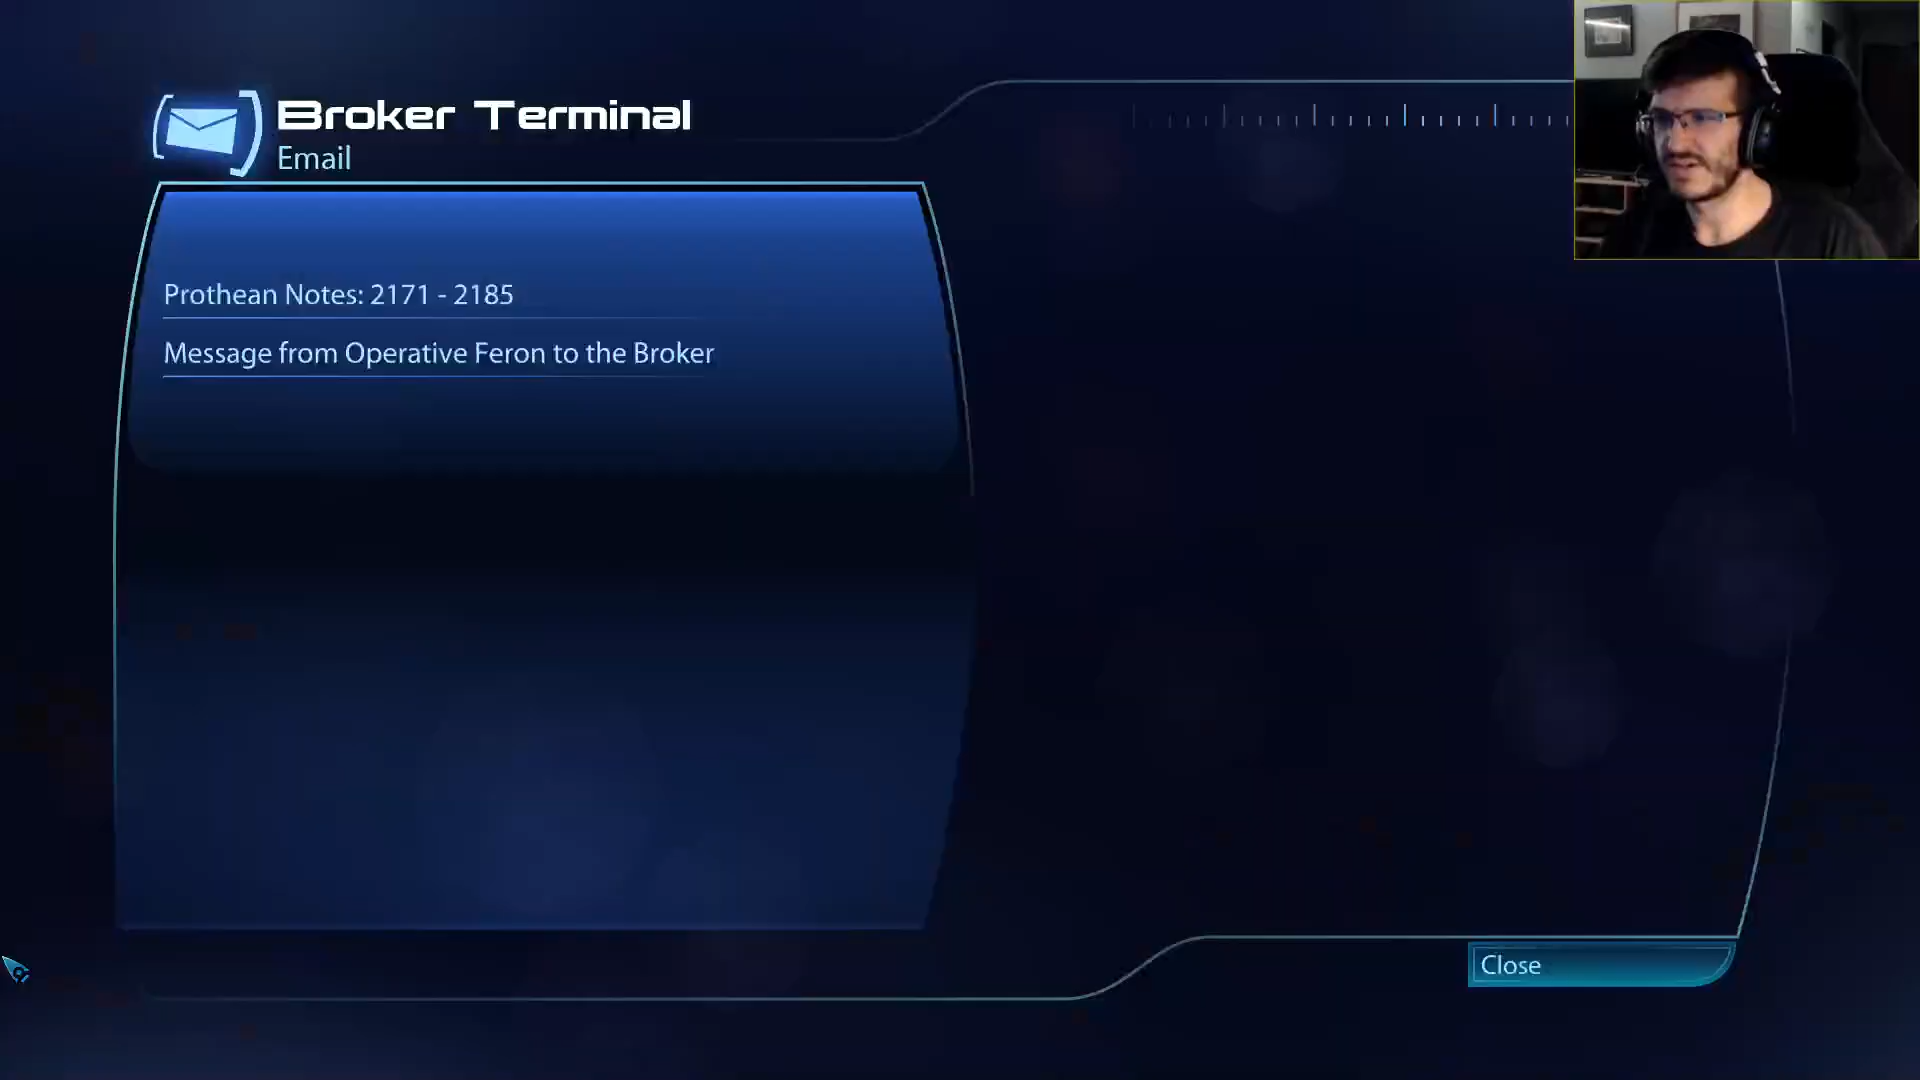 Broker Terminal
Email
Prothean Notes: 2171 - 2185
Message from Operative Feron to the Broker
Close